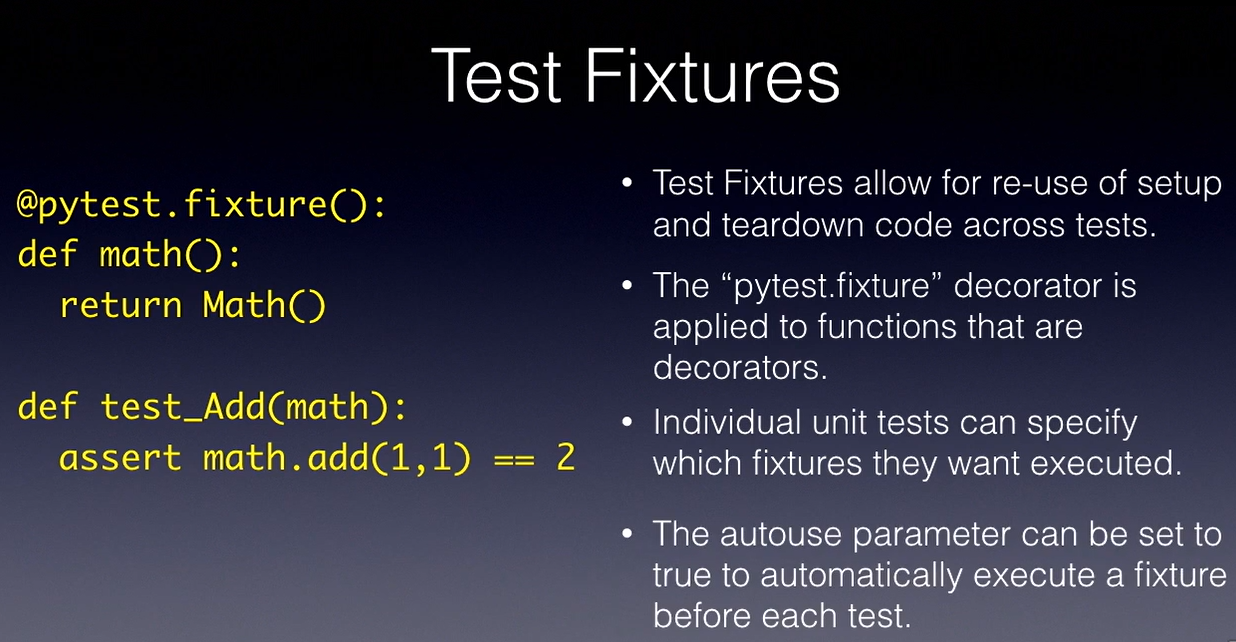 Test Fixtures
@pytest.fixture():
def math():
  return Math()
def test_Add(math):
  assert math.add(1,1) == 2
• Test Fixtures allow for re-use of setup
and teardown code across tests.
• The “pytest.fixture” decorator is
applied to functions that are
decorators.
• Individual unit tests can specify
which fixtures they want executed.
• The autouse parameter can be set to
true to automatically execute a fixture
before each test.